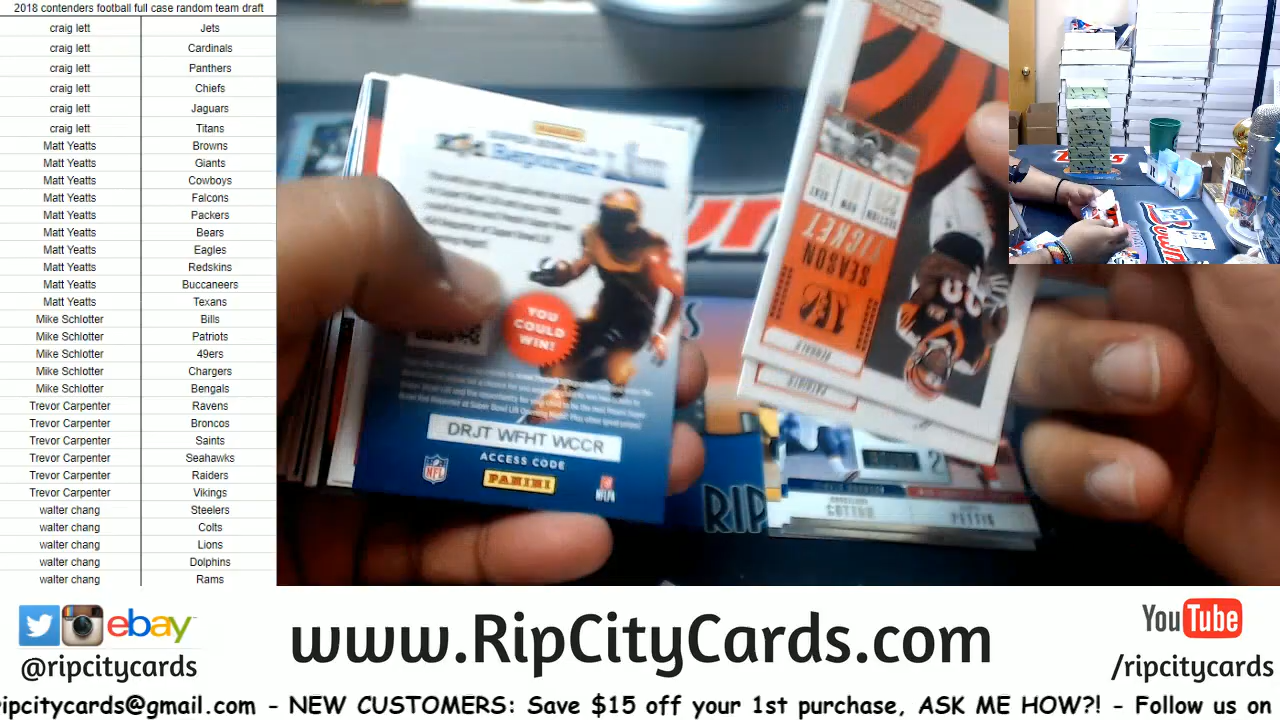 2018 contenders football full case random team draft
craig lett Jets
craig lett Cardinals
craig lett Panthers
craig lett Chiefs
craig lett Jaguars
craig lett Titans
Matt Yeatts Browns
Matt Yeatts Giants
Matt Yeatts Cowboys
Matt Yeatts Falcons
Matt Yeatts Packers
Matt Yeatts Bears
Matt Yeatts Eagles
Matt Yeatts Redskins
Matt Yeatts Buccaneers
Matt Yeatts Texans
Mike Schlotter Bills
Mike Schlotter Patriots
Mike Schlotter 49ers
Mike Schlotter Chargers
Mike Schlotter Bengals
Trevor Carpenter Ravens
Trevor Carpenter Broncos
Trevor Carpenter Saints
Trevor Carpenter Seahawks
Trevor Carpenter Raiders
Trevor Carpenter Vikings
walter chang Steelers
walter chang Colts
walter chang Lions
walter chang Dolphins
walter chang Rams
YOU
COULD
WIN!
DRJT WFHT WCCR
ACCESS CODE
NFL
PANINI
NFLPA
SEASON
TICKET
BENGALS
PATRIOTS
RIP
PETTIS
ebay
@ripcitycards
www.RipCityCards.com
YouTube
/ripcitycards
ripcitycards@gmail.com - NEW CUSTOMERS: Save $15 off your 1st purchase, ASK ME HOW?! - Follow us on